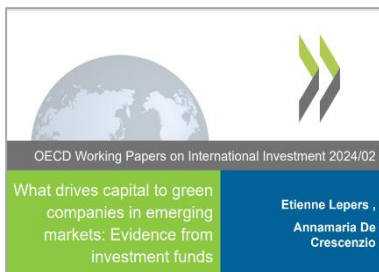 OECD Working Papers on International Investment 2024/02
What drives capital to green
companies in emerging
markets: Evidence from
investment funds
Etienne Lepers ,
Annamaria De
Crescenzio